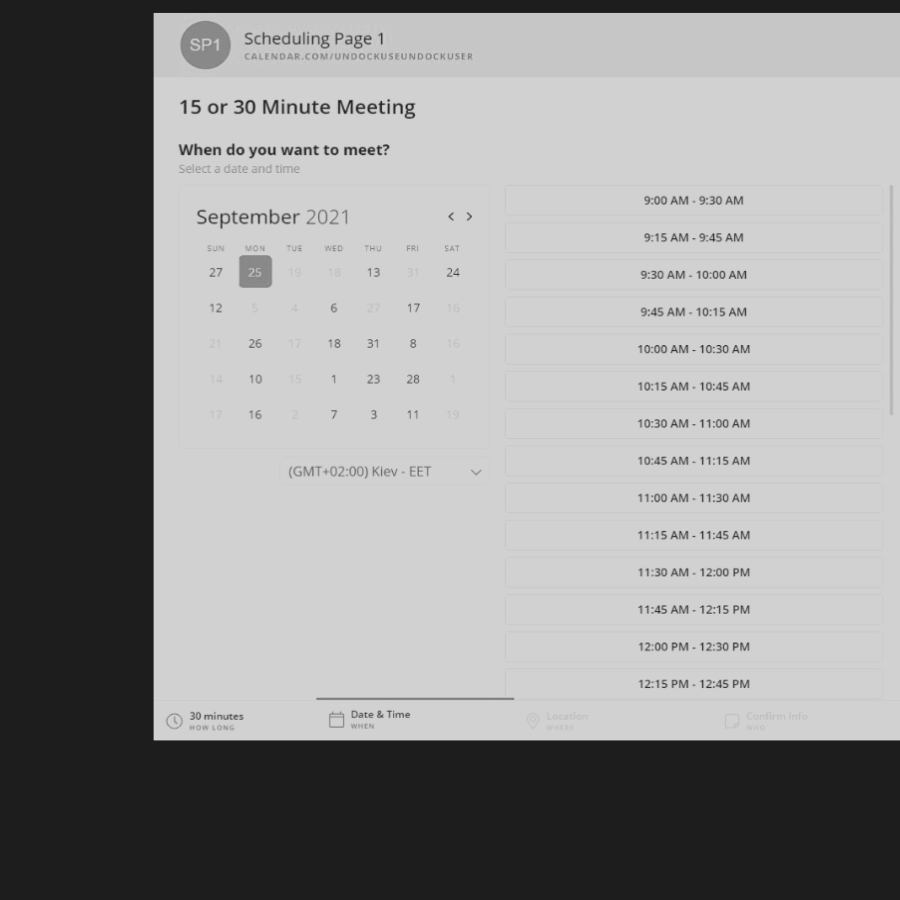 SP1
Scheduling Page 1
CALENDAR.COM/UNDOCKUSEUNDOCKUSER
15 or 30 Minute Meeting
When do you want to meet?
Select a date and time
September 2021
SUN MON TUE WED THU FRI SAT
27 25 19 18 13 31 24
12 5 4 6 27 17 16
21 26 17 18 31 8 16
14 10 15 1 23 28 1
17 16 2 7 3 11 19
(GMT+02:00) Kiev - EET
9:00 AM - 9:30 AM
9:15 AM - 9:45 AM
9:30 AM - 10:00 AM
9:45 AM - 10:15 AM
10:00 AM - 10:30 AM
10:15 AM - 10:45 AM
10:30 AM - 11:00 AM
10:45 AM - 11:15 AM
11:00 AM - 11:30 AM
11:15 AM - 11:45 AM
11:30 AM - 12:00 PM
11:45 AM - 12:15 PM
12:00 PM - 12:30 PM
12:15 PM - 12:45 PM
30 minutes
HOW LONG
Date & Time
WHEN
Location
WHERE
Confirm Info
WHO